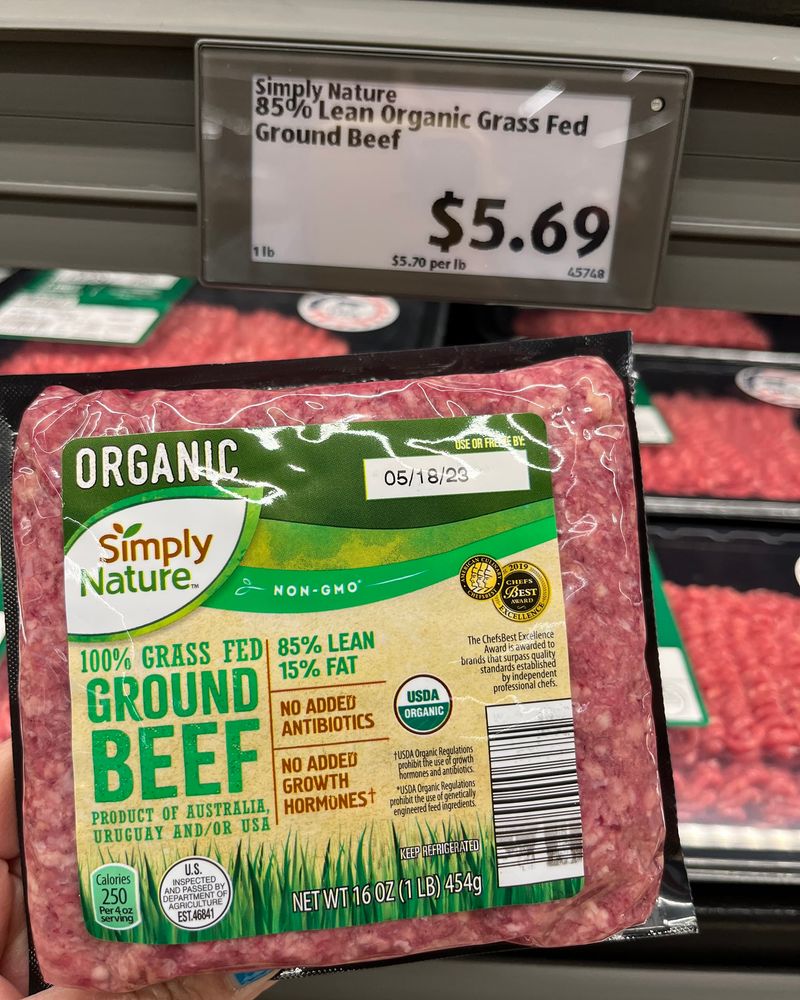 Simply Nature
85% Lean Organic Grass Fed
Ground Beef
$5.69
1 lb
$5.70 per lb
45748
ORGANIC
USE OR FREEZE BY:
05/18/23
Simply
Nature™
NON-GMO*
AMERICAN CULINARY
CHEFSBEST
2019
CHEFS
BEST
AWARD
EXCELLENCE
The ChefsBest Excellence
Award is awarded to
brands that surpass quality
standards established
by independent
professional chefs.
100% GRASS FED
GROUND
BEEF
85% LEAN
15% FAT
NO ADDED
ANTIBIOTICS
NO ADDED
GROWTH
HORMONES†
USDA
ORGANIC
†USDA Organic Regulations
prohibit the use of growth
hormones and antibiotics.
*USDA Organic Regulations
prohibit the use of genetically
engineered feed ingredients.
PRODUCT OF AUSTRALIA,
URUGUAY AND/OR USA
KEEP REFRIGERATED
Calories
250
Per 4 oz
serving
U.S.
INSPECTED
AND PASSED BY
DEPARTMENT OF
AGRICULTURE
EST.46841
NET WT 16 OZ (1 LB) 454g